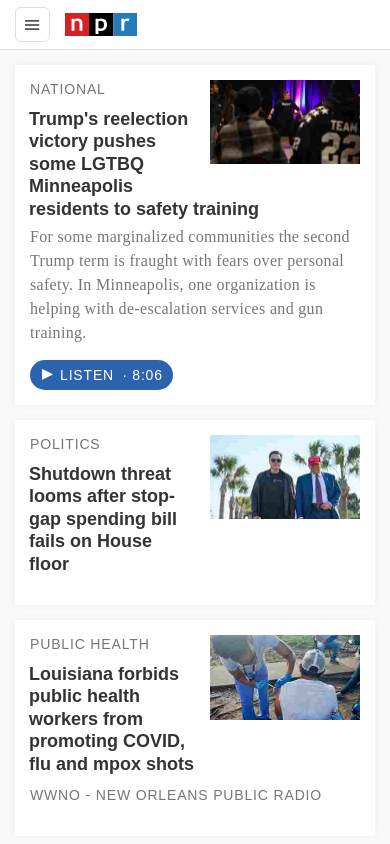 npr
NATIONAL
Trump's reelection
victory pushes
some LGTBQ
Minneapolis
residents to safety training
For some marginalized communities the second
Trump term is fraught with fears over personal
safety. In Minneapolis, one organization is
helping with de-escalation services and gun
training.
LISTEN · 8:06
TEAM
22
POLITICS
Shutdown threat
looms after stop-
gap spending bill
fails on House
floor
PUBLIC HEALTH
Louisiana forbids
public health
workers from
promoting COVID,
flu and mpox shots
WWNO - NEW ORLEANS PUBLIC RADIO